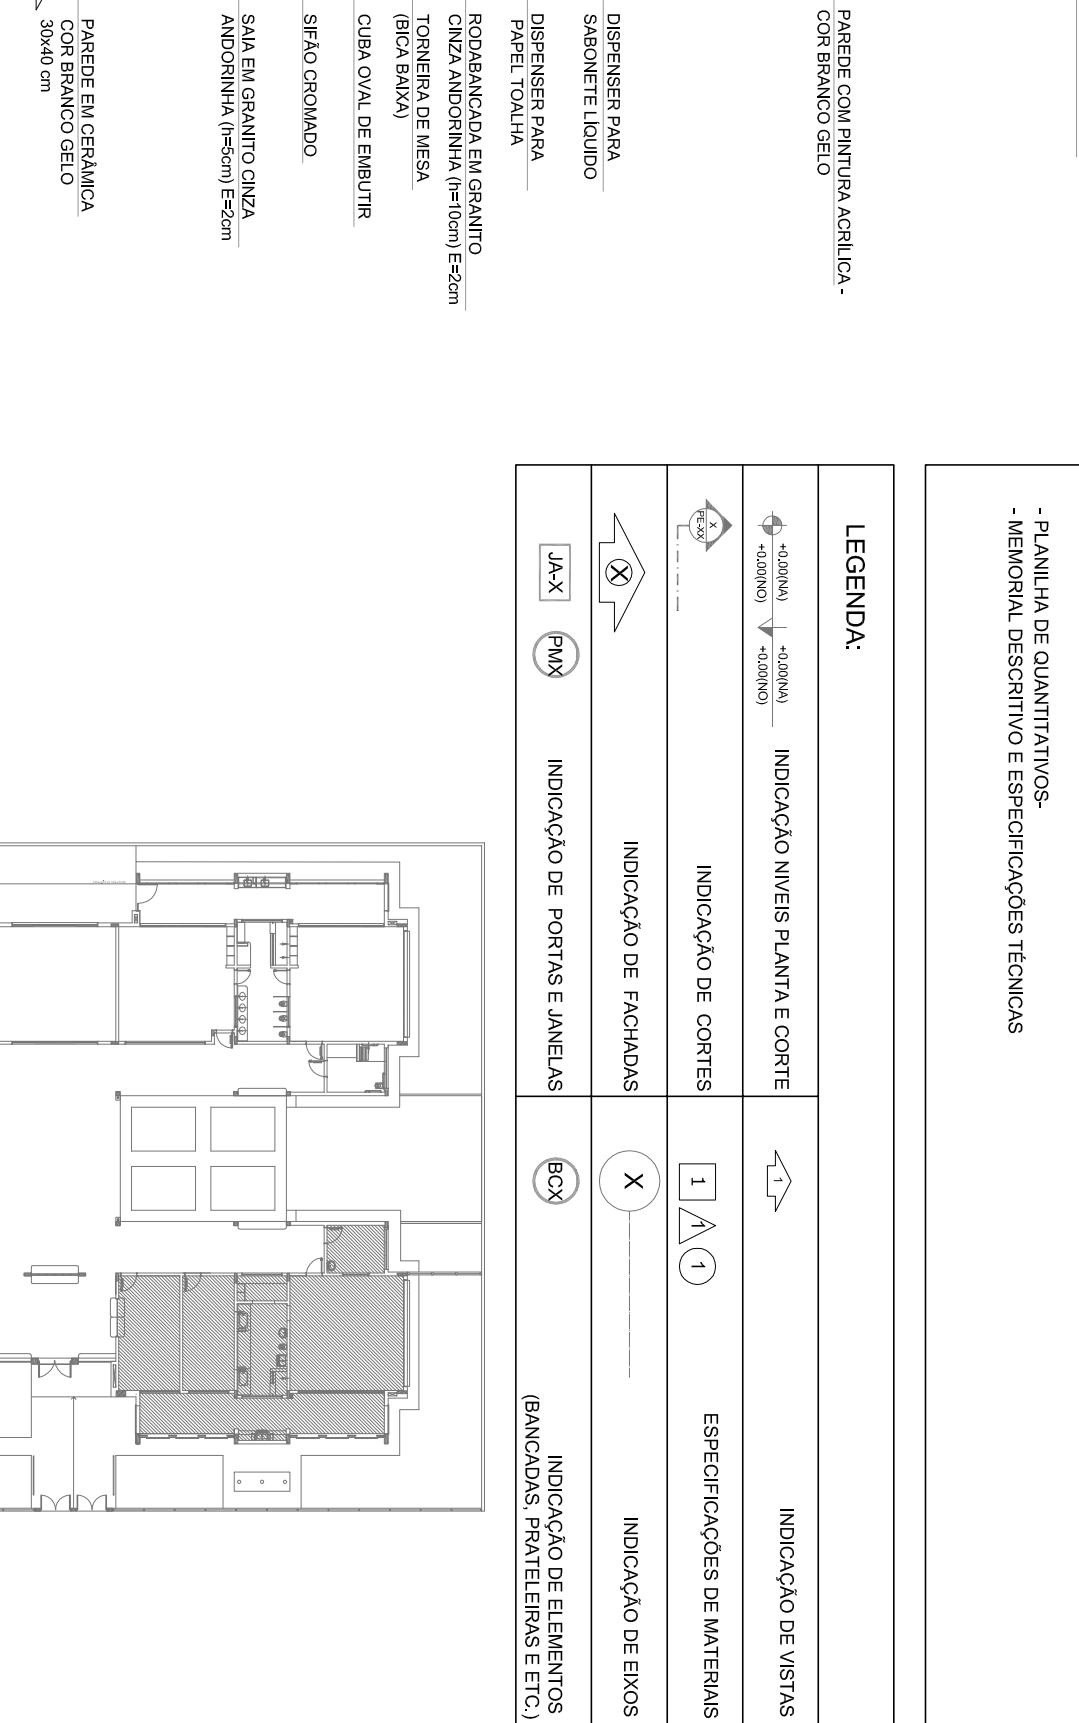 - PLANILHA DE QUANTITATIVOS-
- MEMORIAL DESCRITIVO E ESPECIFICAÇÕES TÉCNICAS
PAREDE COM PINTURA ACRÍLICA -
COR BRANCO GELO
DISPENSER PARA
SABONETE LÍQUIDO
DISPENSER PARA
PAPEL TOALHA
RODABANCADA EM GRANITO
CINZA ANDORINHA (h=10cm) E=2cm
TORNEIRA DE MESA
(BICA BAIXA)
CUBA OVAL DE EMBUTIR
SIFÃO CROMADO
SAIA EM GRANITO CINZA
ANDORINHA (h=5cm) E=2cm
PAREDE EM CERÂMICA
COR BRANCO GELO
30x40 cm
LEGENDA:
+0.00(NA)
+0.00(NO)
+0.00(NA)
+0.00(NO)
INDICAÇÃO NIVEIS PLANTA E CORTE
1
INDICAÇÃO DE VISTAS
X
PE-XX
INDICAÇÃO DE CORTES
1 1 1
ESPECIFICAÇÕES DE MATERIAIS
X
INDICAÇÃO DE FACHADAS
X
INDICAÇÃO DE EIXOS
JA-X
PMX
INDICAÇÃO DE PORTAS E JANELAS
BCX
INDICAÇÃO DE ELEMENTOS
(BANCADAS, PRATELEIRAS E ETC.)